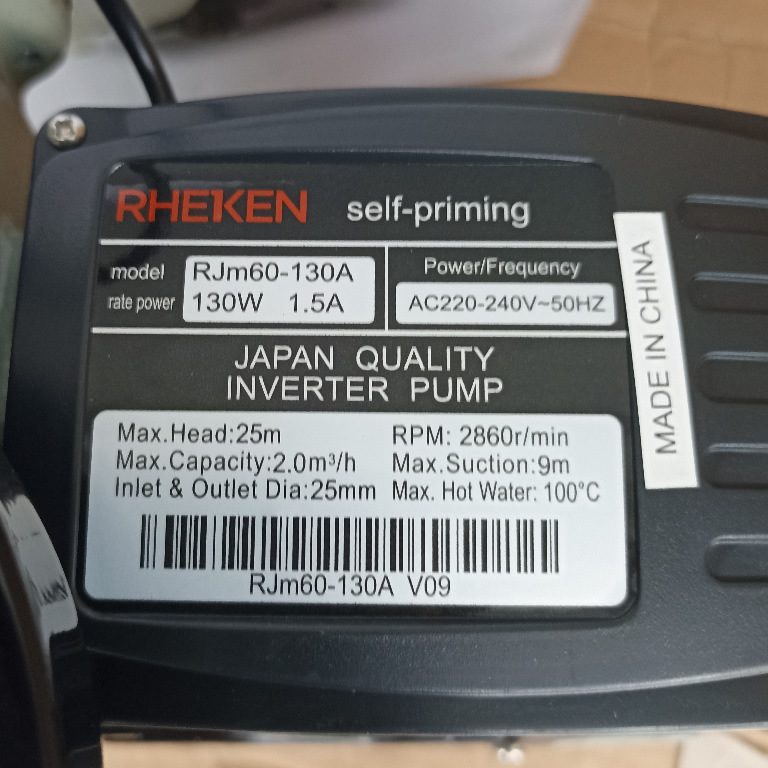 RHEKEN self-priming
model RJm60-130A
rate power 130W 1.5A
Power/Frequency
AC220-240V~50HZ
JAPAN QUALITY
INVERTER PUMP
Max.Head:25m RPM: 2860r/min
Max.Capacity:2.0m³/h Max.Suction:9m
Inlet & Outlet Dia:25mm Max. Hot Water: 100°C
RJm60-130A V09
MADE IN CHINA